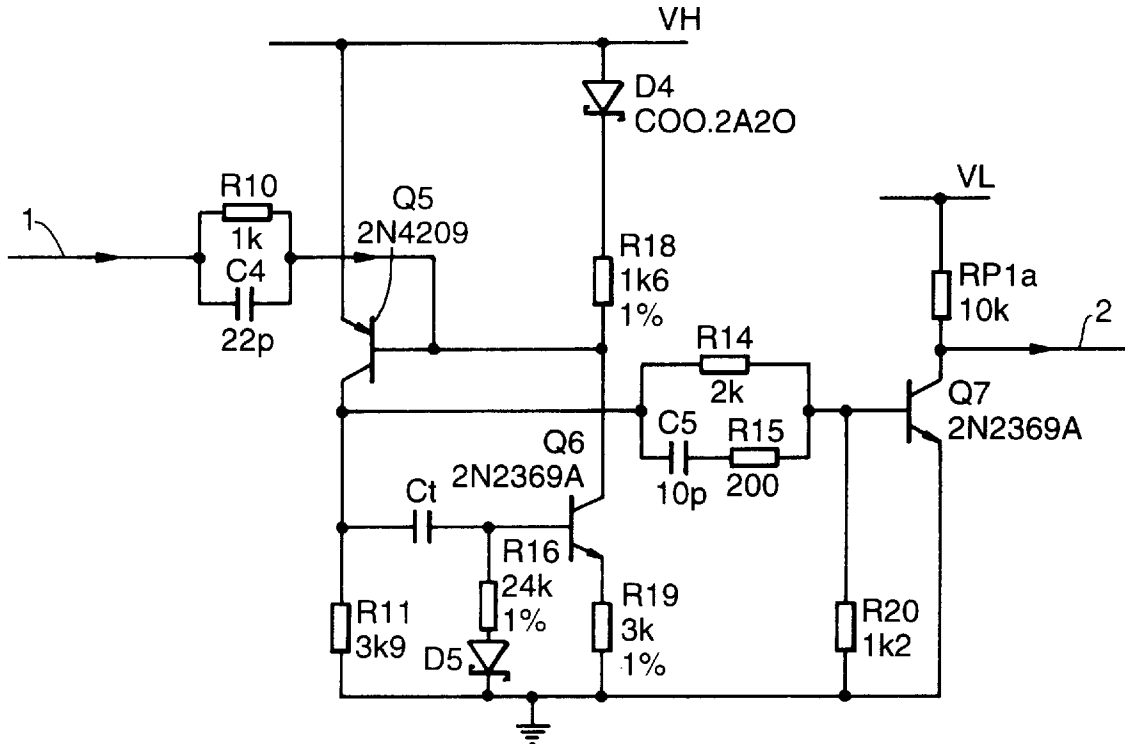 VH
D4
COO.2A2O
VL
R10
1k
C4
22p
1
Q5
2N4209
R18
1k6
1%
RP1a
10k
2
R14
2k
C5
10p
R15
200
Q7
2N2369A
Q6
2N2369A
Ct
R16
24k
1%
D5
R11
3k9
R19
3k
1%
R20
1k2